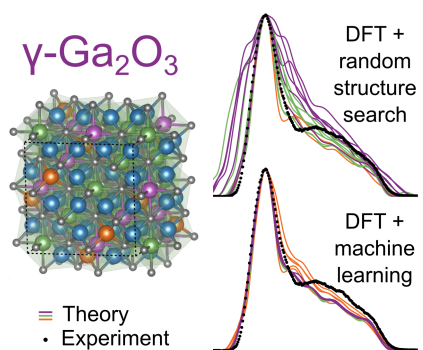 γ-Ga₂O₃
DFT +
random
structure
search
DFT +
machine
learning
Theory
Experiment